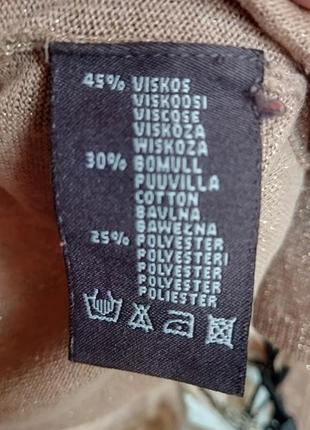 45% VISKOS
VISKOOSI
VISCOSE
VISKÓZA
WISKOZA
30% BOMULL
PUUVILLA
COTTON
BAVLNA
BAWEŁNA
25% POLYESTER
POLYESTERI
POLYESTER
POLYESTER
POLIESTER